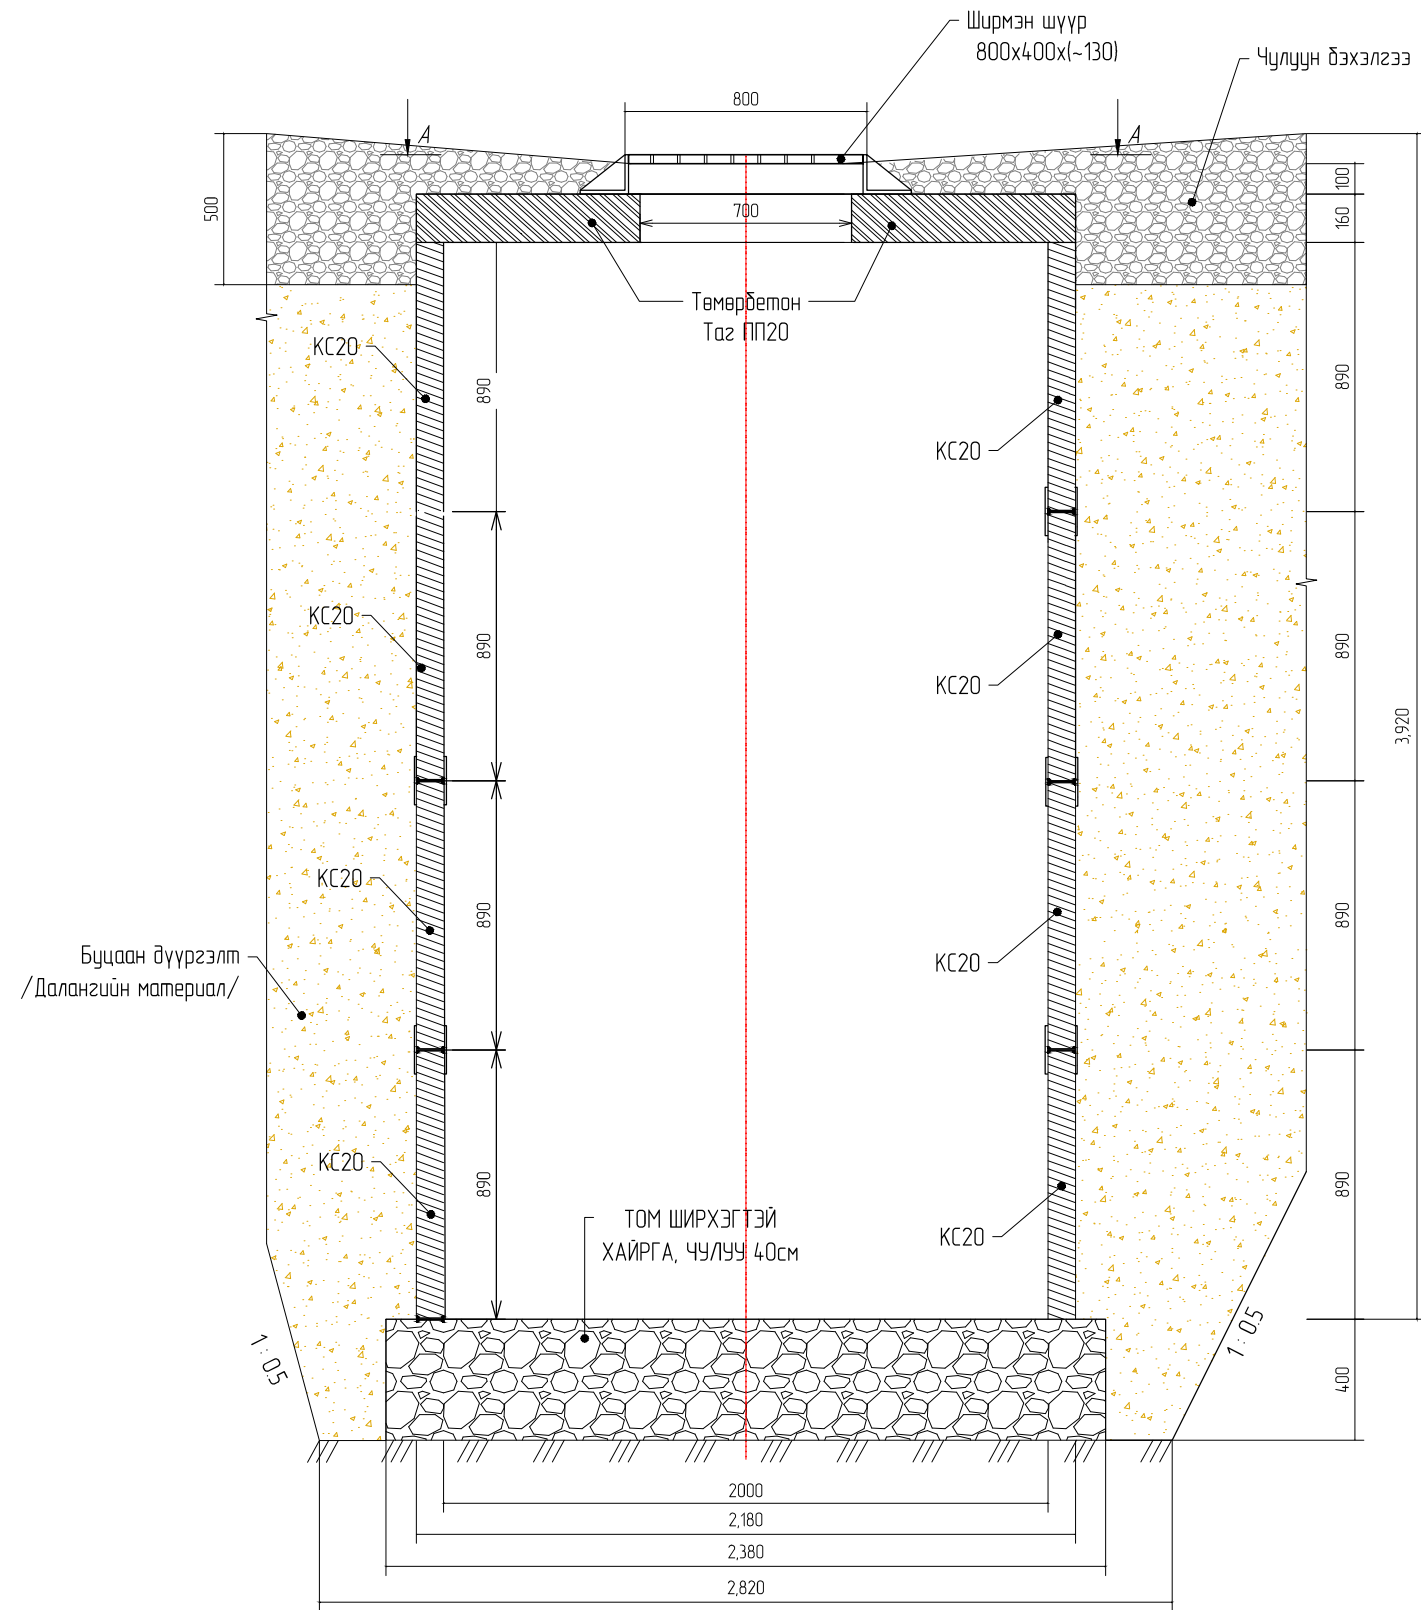 Ширмэн шүүр
800x400x(~130)
Чулуун бэхэлгээ
800
A
A
500
100
160
700
Төмөрбетон
Таг ПП20
КС20
890
890
КС20
КС20
890
890
КС20
3,920
КС20
890
890
КС20
Буцаан дүүргэлт
/Далангийн материал/
КС20
890
890
ТОМ ШИРХЭГТЭЙ
ХАЙРГА, ЧУЛУУ 40см
КС20
1 : 0.5
1 : 0.5
400
2000
2,180
2,380
2,820